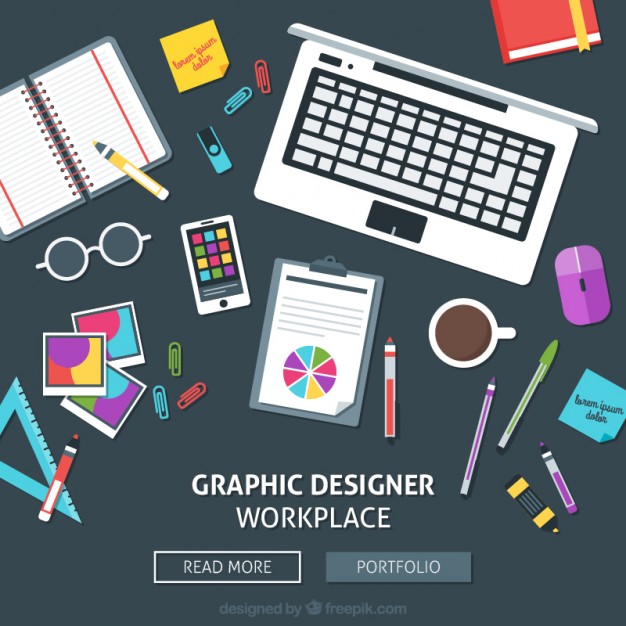 lorem ipsum
dolor
lorem ipsum
dolor
GRAPHIC DESIGNER
WORKPLACE
READ MORE
PORTFOLIO
designed by freepik.com